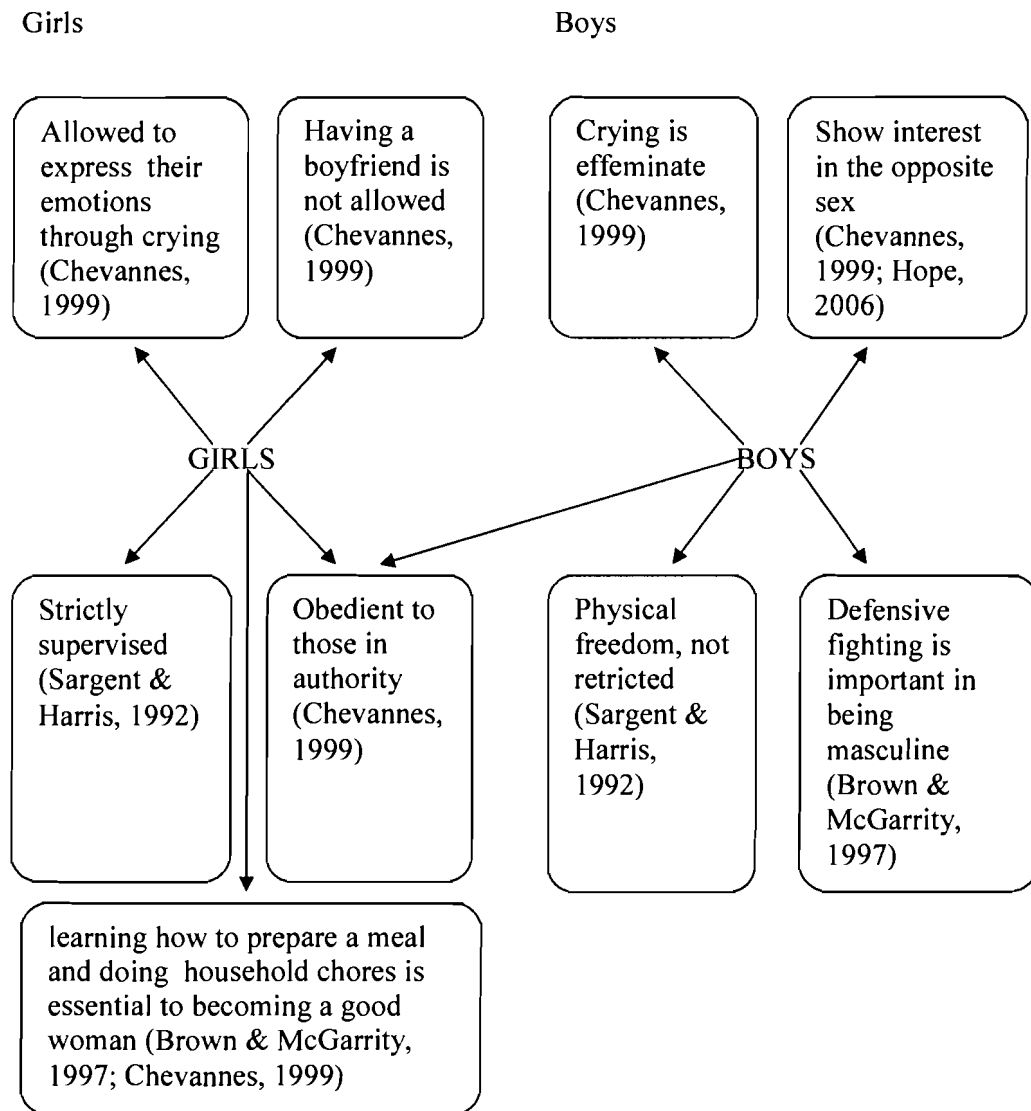 Girls
Boys
Allowed to
express their
emotions
through crying
(Chevannes,
1999)
Having a
boyfriend is
not allowed
(Chevannes,
1999)
Crying is
effeminate
(Chevannes,
1999)
Show interest
in the opposite
sex
(Chevannes,
1999; Hope,
2006)
GIRLS
BOYS
Strictly
supervised
(Sargent &
Harris, 1992)
Obedient to
those in
authority
(Chevannes,
1999)
Physical
freedom, not
retricted
(Sargent &
Harris,
1992)
Defensive
fighting is
important in
being
masculine
(Brown &
McGarrity,
1997)
learning how to prepare a meal
and doing household chores is
essential to becoming a good
woman (Brown & McGarrity,
1997; Chevannes, 1999)